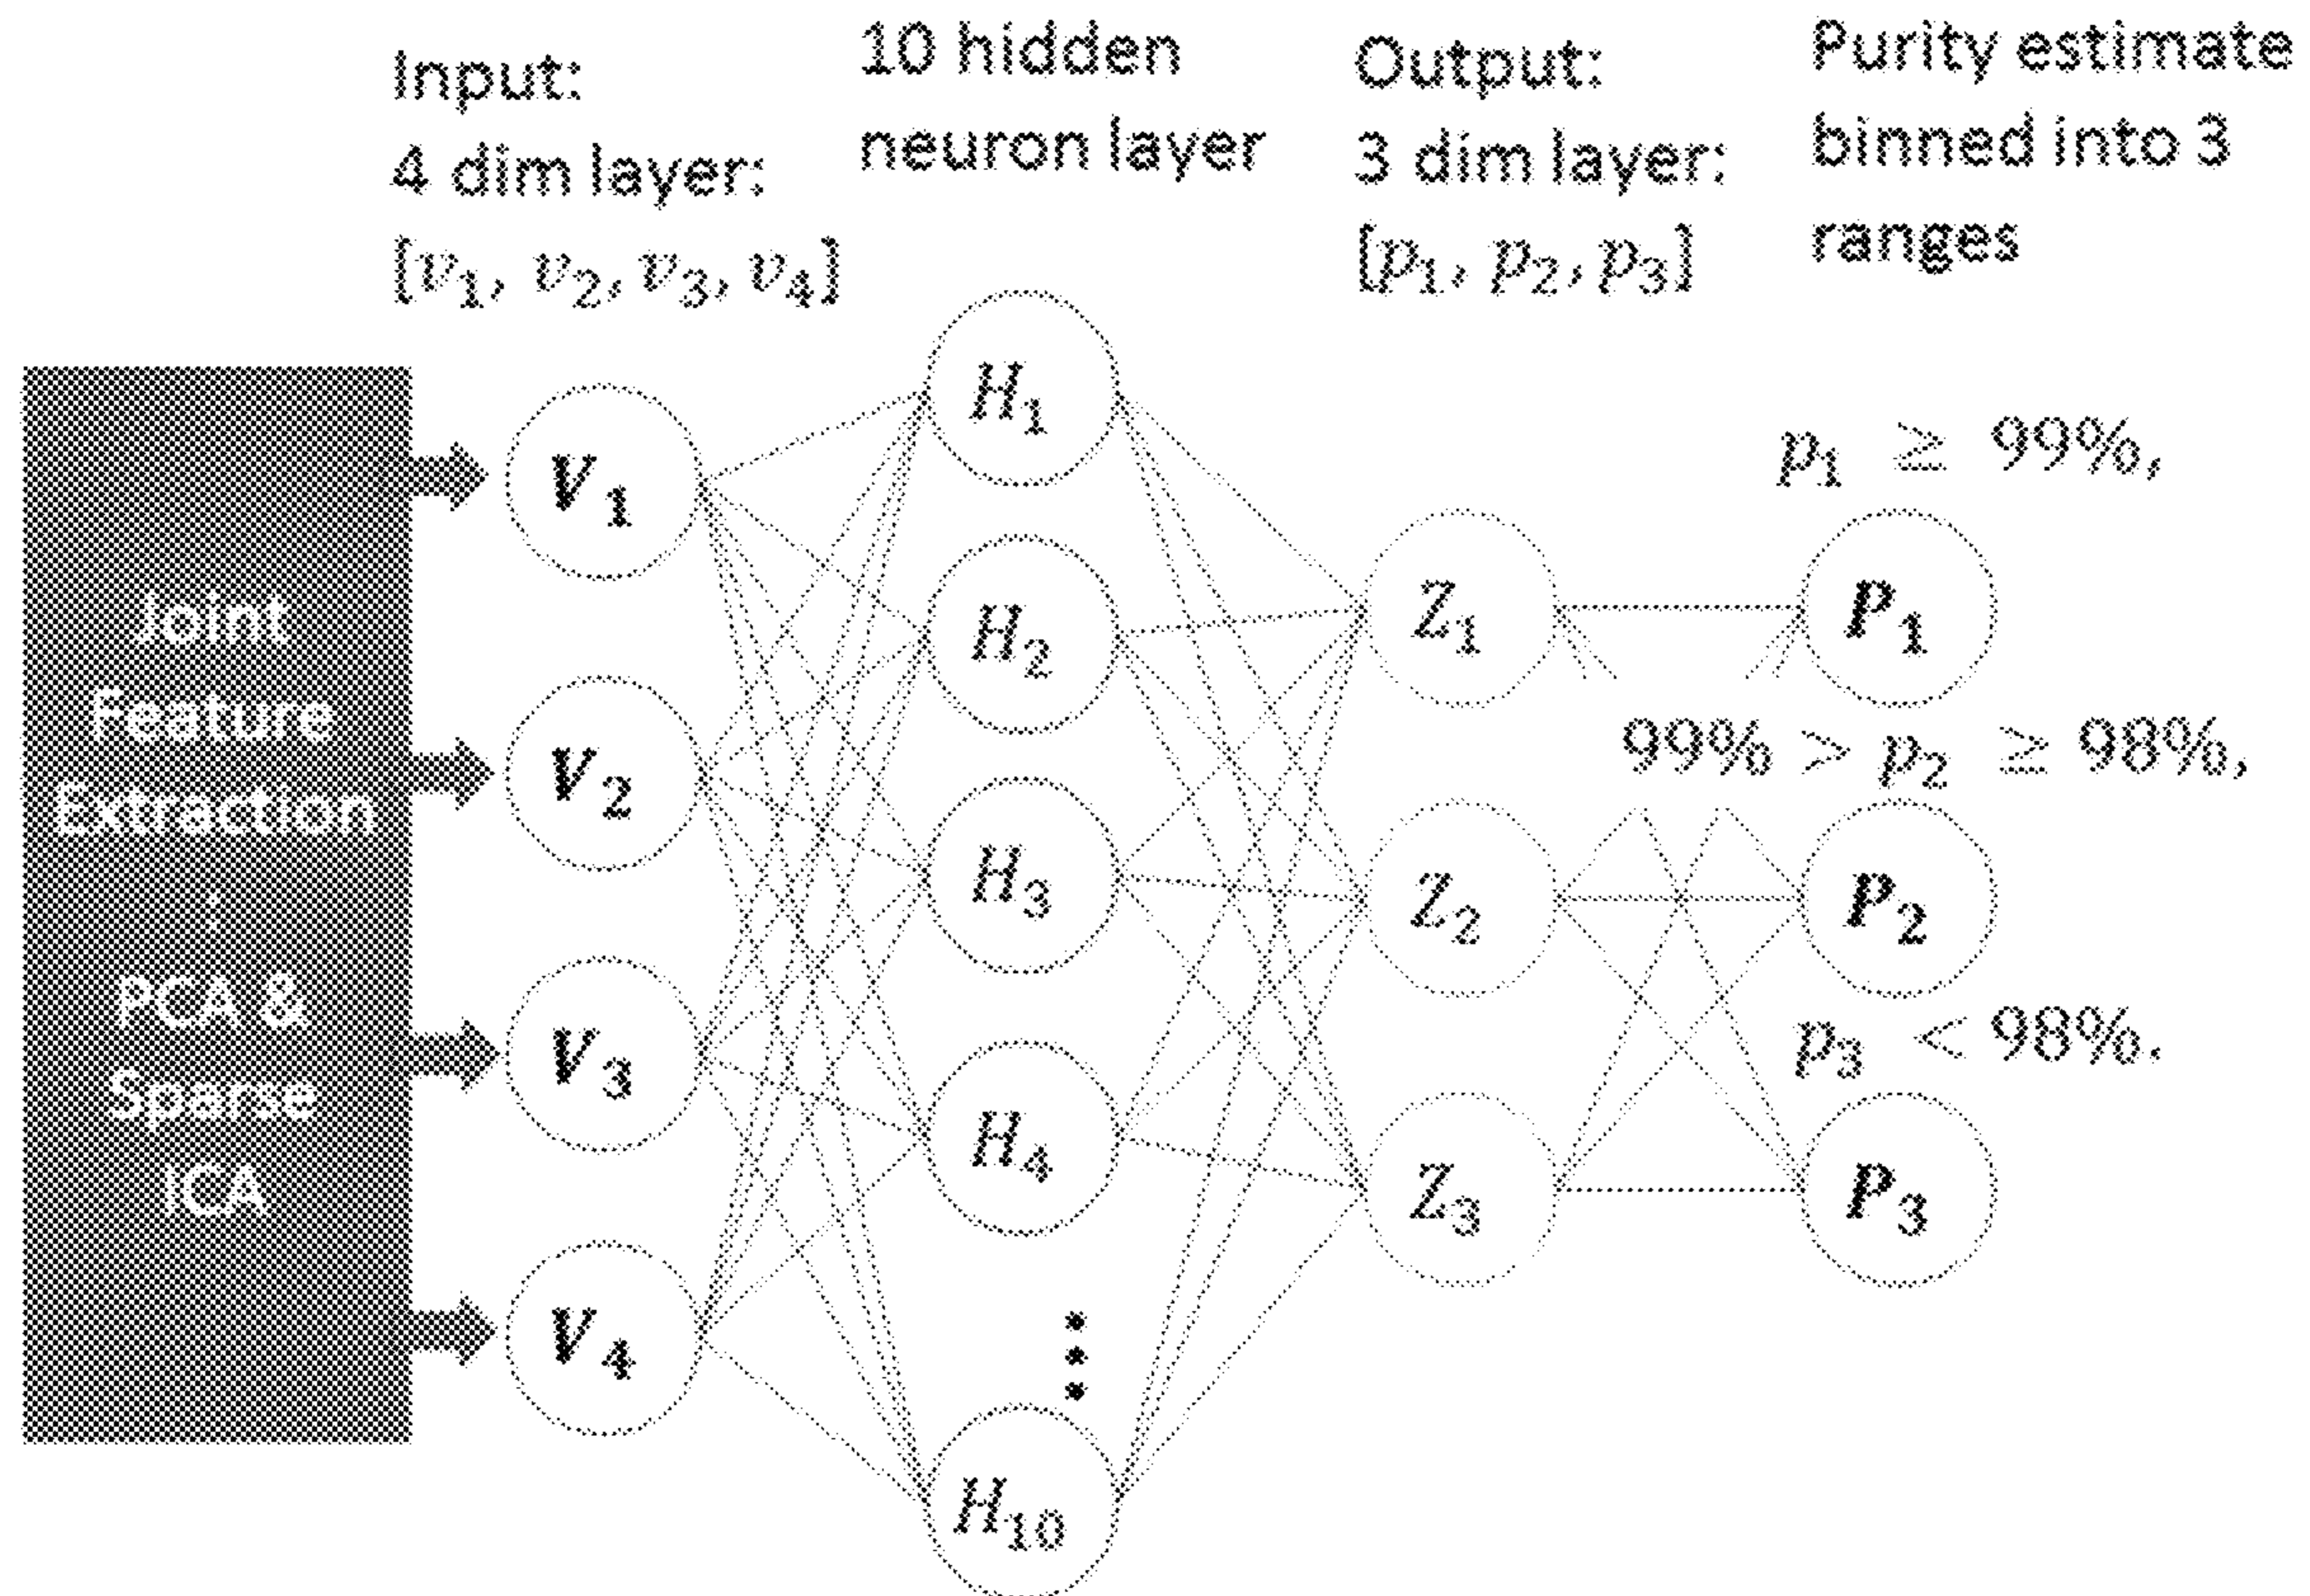 Input:
4 dim layer:
[v₁, v₂, v₃, v₄]
10 hidden
neuron layer
Output:
3 dim layer:
[p₁, p₂, p₃]
Purity estimate
binned into 3
ranges
Joint
Feature
Extraction
:
PCA &
Sparse
ICA
V₁
V₂
V₃
V₄
H₁
H₂
H₃
H₄
⋮
H₁₀
Z₁
Z₂
Z₃
p₁ ≥ 99%,
P₁
99% > p₂ ≥ 98%,
P₂
p₃ < 98%.
P₃